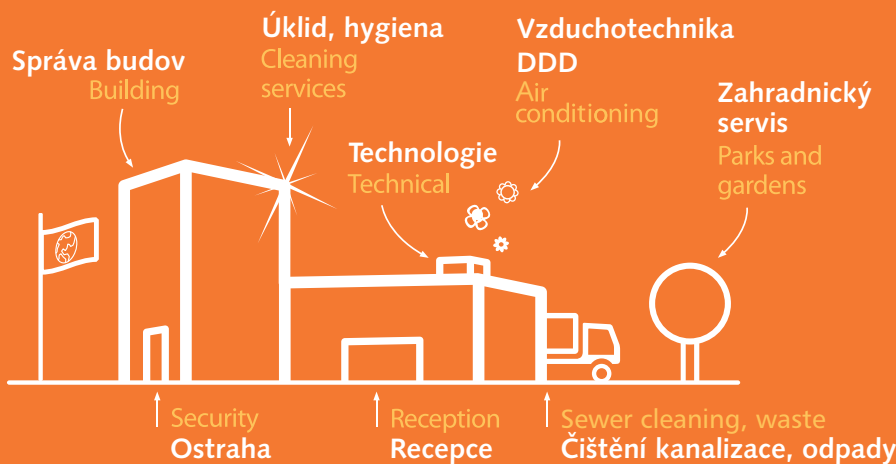 Správa budov
Building
Úklid, hygiena
Cleaning
services
Vzduchotechnika
DDD
Air
conditioning
Zahradnický
servis
Parks and
gardens
Technologie
Technical
Security
Ostraha
Reception
Recepce
Sewer cleaning, waste
Čištění kanalizace, odpady